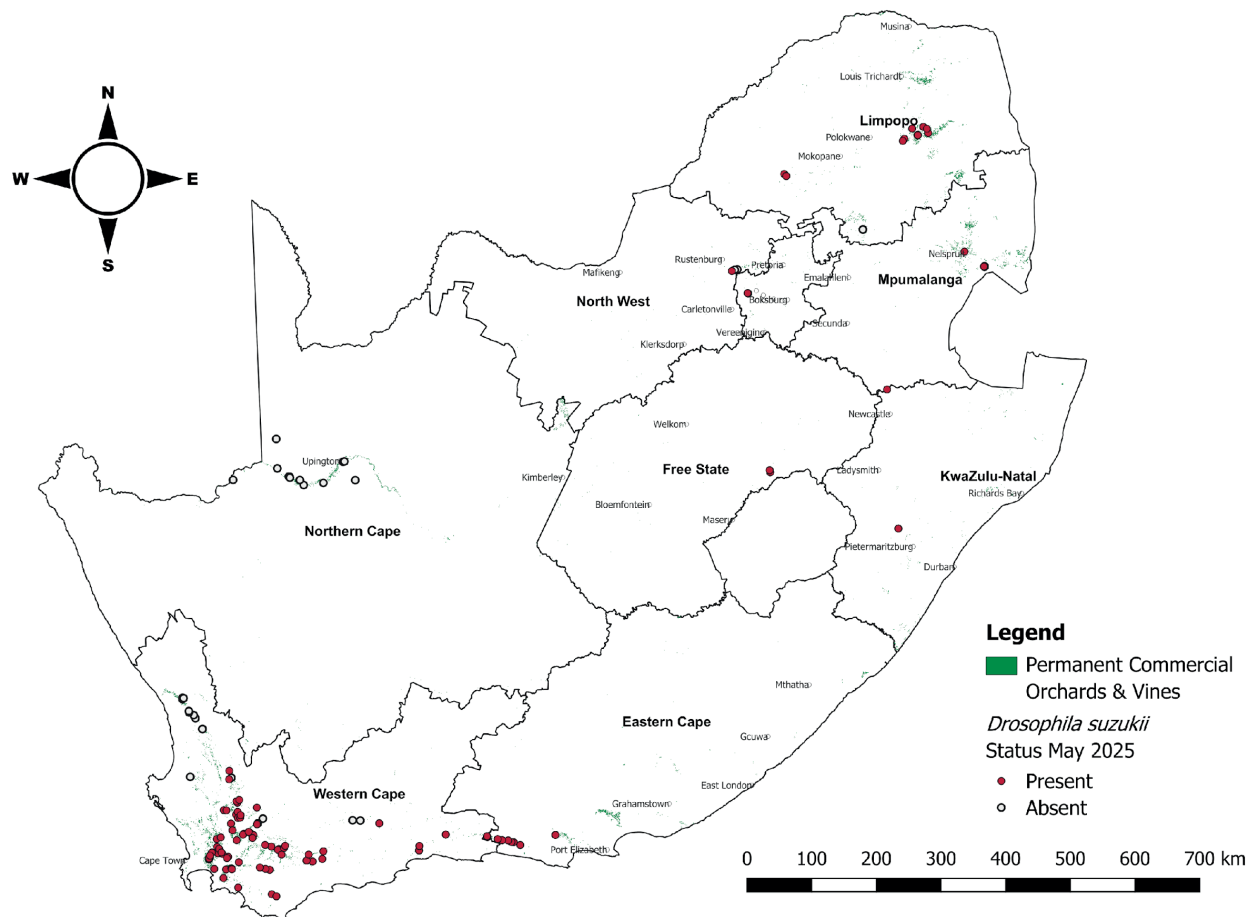 Musina
Louis Trichardt
Limpopo
Polokwane
Mokopane
N
W
E
S
Nelspruit
Rustenburg
Pretoria
Mafikeng
Emalahleni
Mpumalanga
North West
Boksburg
Carletonville
Secunda
Vereeniging
Klerksdorp
Newcastle
Welkom
Upington
Free State
Ladysmith
Kimberley
KwaZulu-Natal
Richards Bay
Bloemfontein
Maseru
Northern Cape
Pietermaritzburg
Durban
Legend
Permanent Commercial
Orchards & Vines
Drosophila suzukii
Status May 2025
Present
Absent
Mthatha
Eastern Cape
Gcuwa
East London
Western Cape
Grahamstown
Port Elizabeth
Cape Town
0 100 200 300 400 500 600 700 km